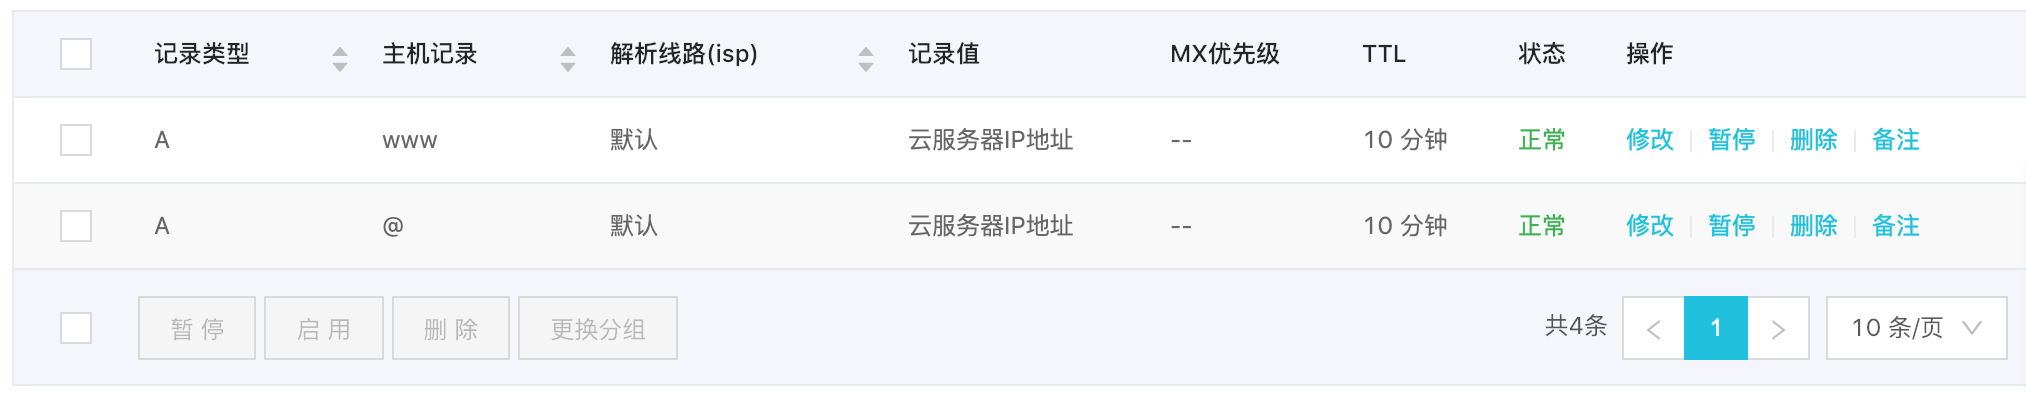 记录类型 主机记录 解析线路(isp) 记录值 MX优先级 TTL 状态 操作
A www 默认 云服务器IP地址 -- 10 分钟 正常 修改 暂停 删除 备注
A @ 默认 云服务器IP地址 -- 10 分钟 正常 修改 暂停 删除 备注
暂 停 启 用 删 除 更换分组 共4条 < 1 > 10 条/页